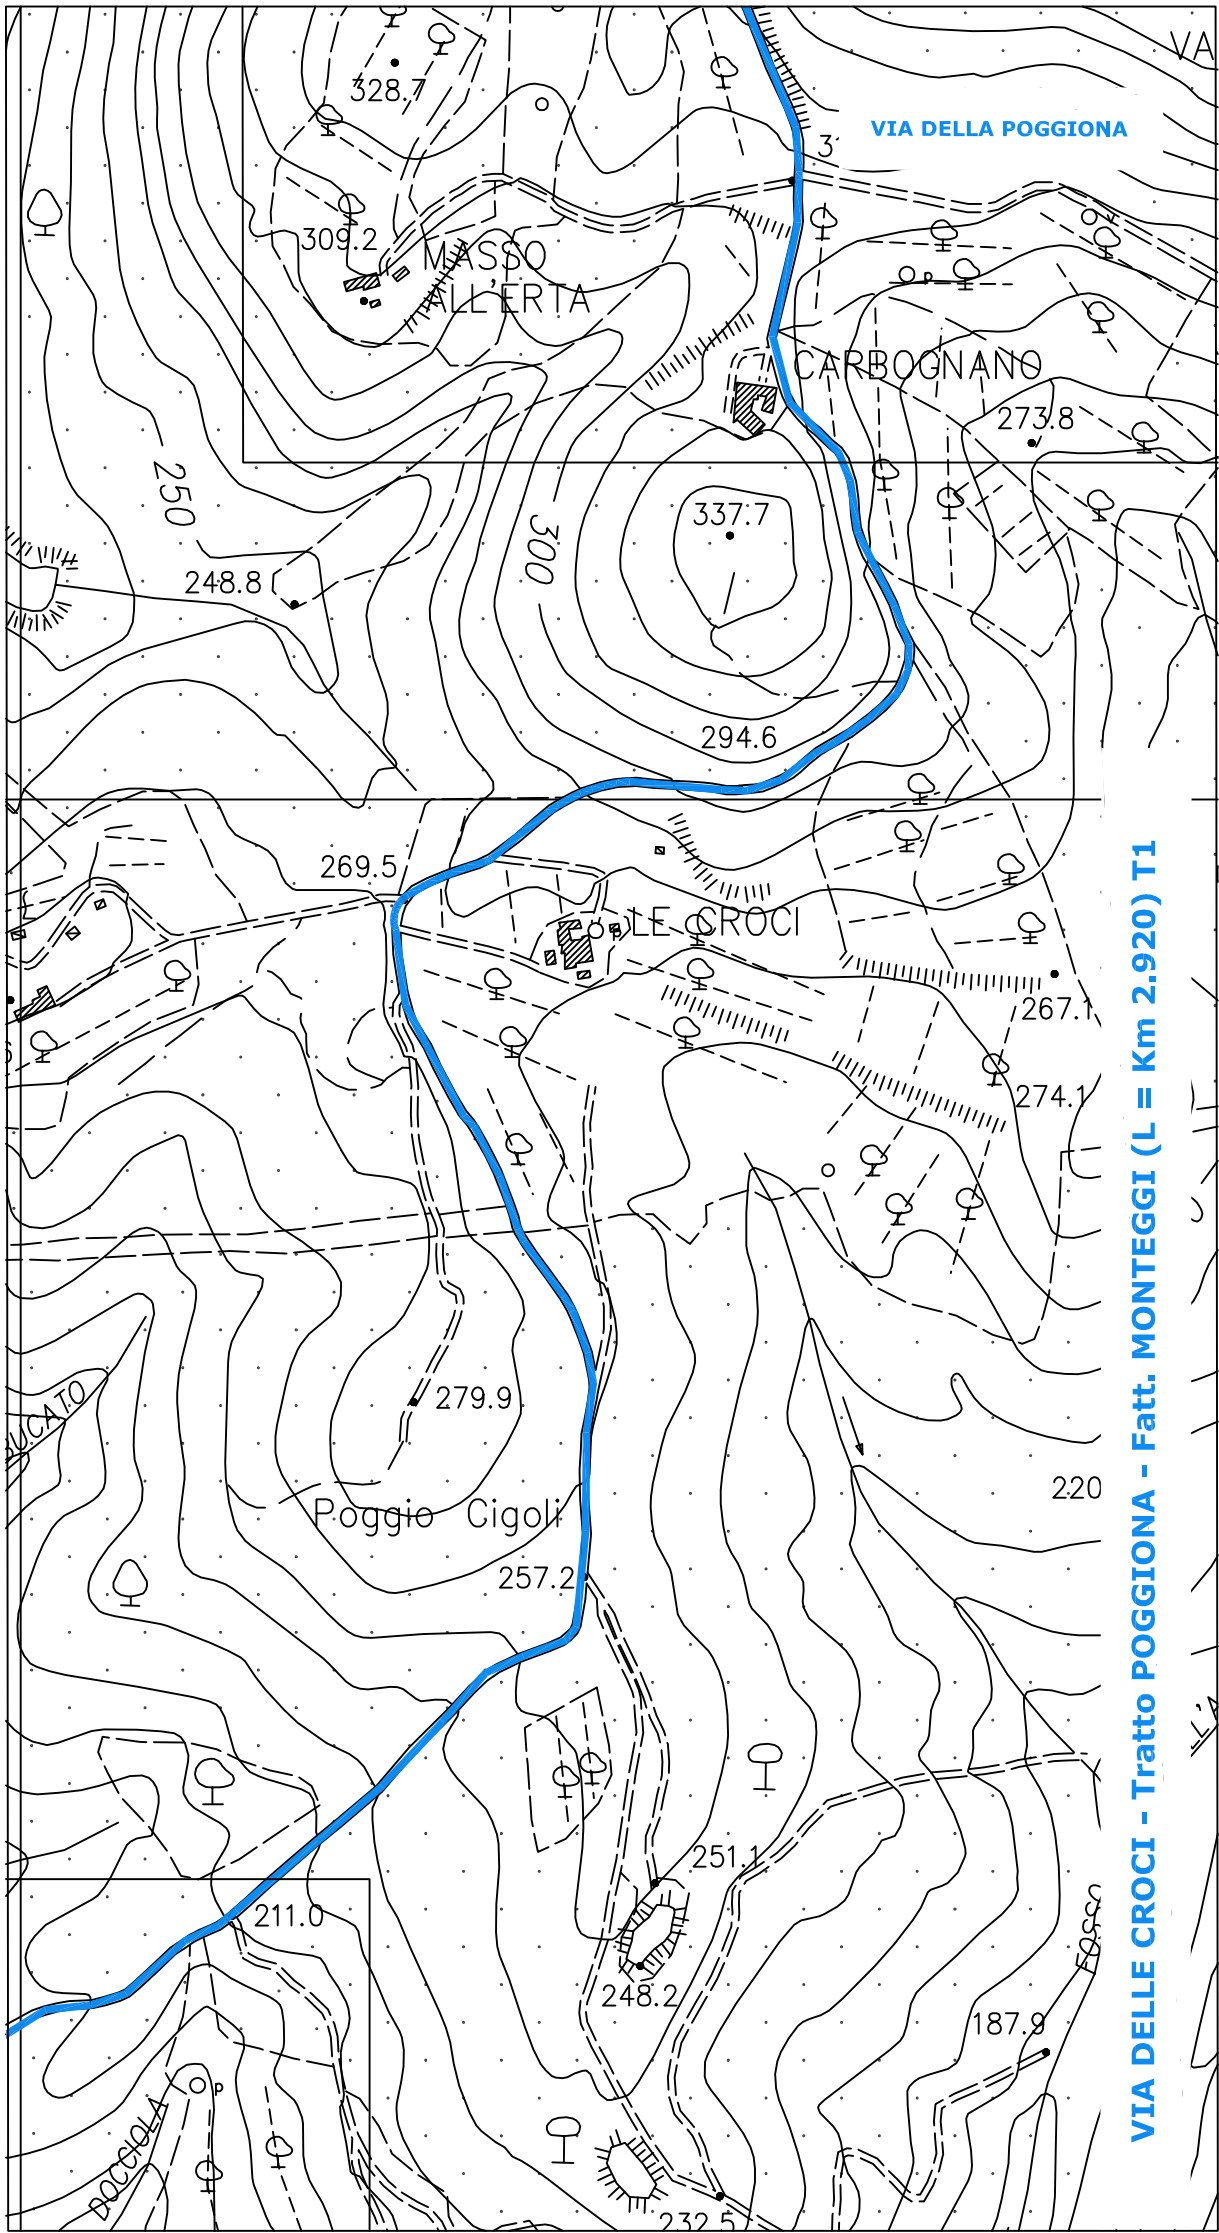 VA
328.7
VIA DELLA POGGIONA
309.2
MASSO
ALL'ERTA
CARBOGNANO
273.8
250
337.7
300
248.8
294.6
269.5
LE CROCI
p
267.1
274.1
279.9
BUCATO
220
Poggio Cigoli
257.2
251.1
211.0
FOSSO
248.2
187.9
p
DOCCIOLA
232.5
VIA DELLE CROCI - Tratto POGGIONA - Fatt. MONTEGGI (L = Km 2.920) T1